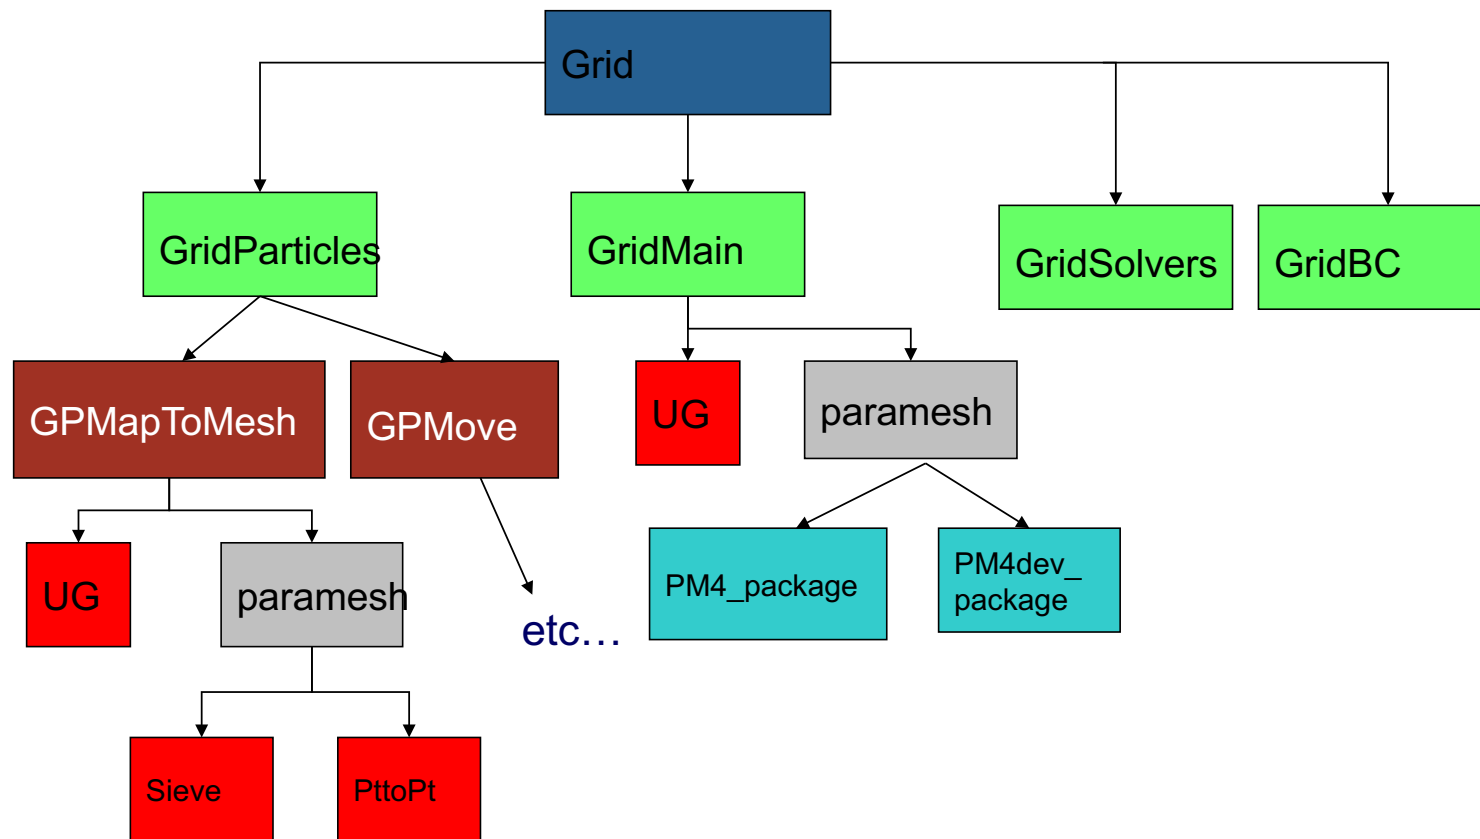 Grid
GridParticles
GridMain
GridSolvers
GridBC
GPMapToMesh
GPMove
UG
paramesh
UG
paramesh
etc…
PM4_package
PM4dev_
package
Sieve
PttoPt